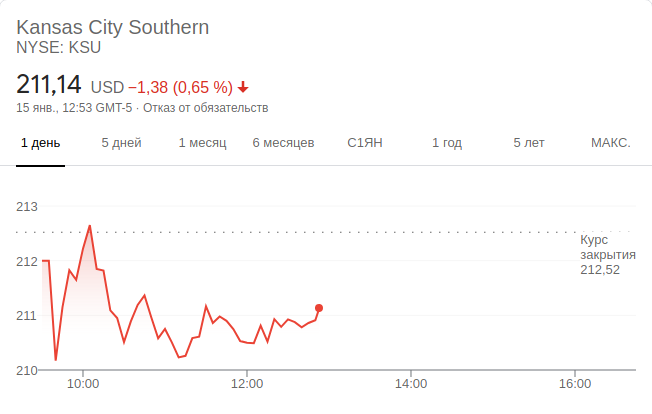 Kansas City Southern
NYSE: KSU
211,14 USD −1,38 (0,65 %)
15 янв., 12:53 GMT-5 · Отказ от обязательств
1 день 5 дней 1 месяц 6 месяцев С1ЯН 1 год 5 лет МАКС.
213
212
211
210
Курс
закрытия
212,52
10:00 12:00 14:00 16:00